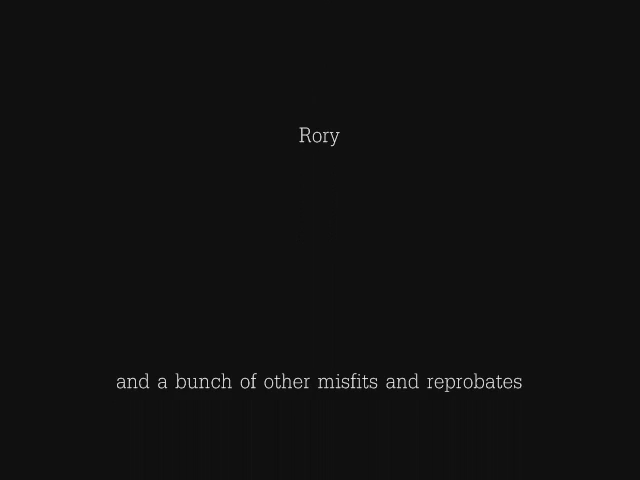 Rory
and a bunch of other misfits and reprobates